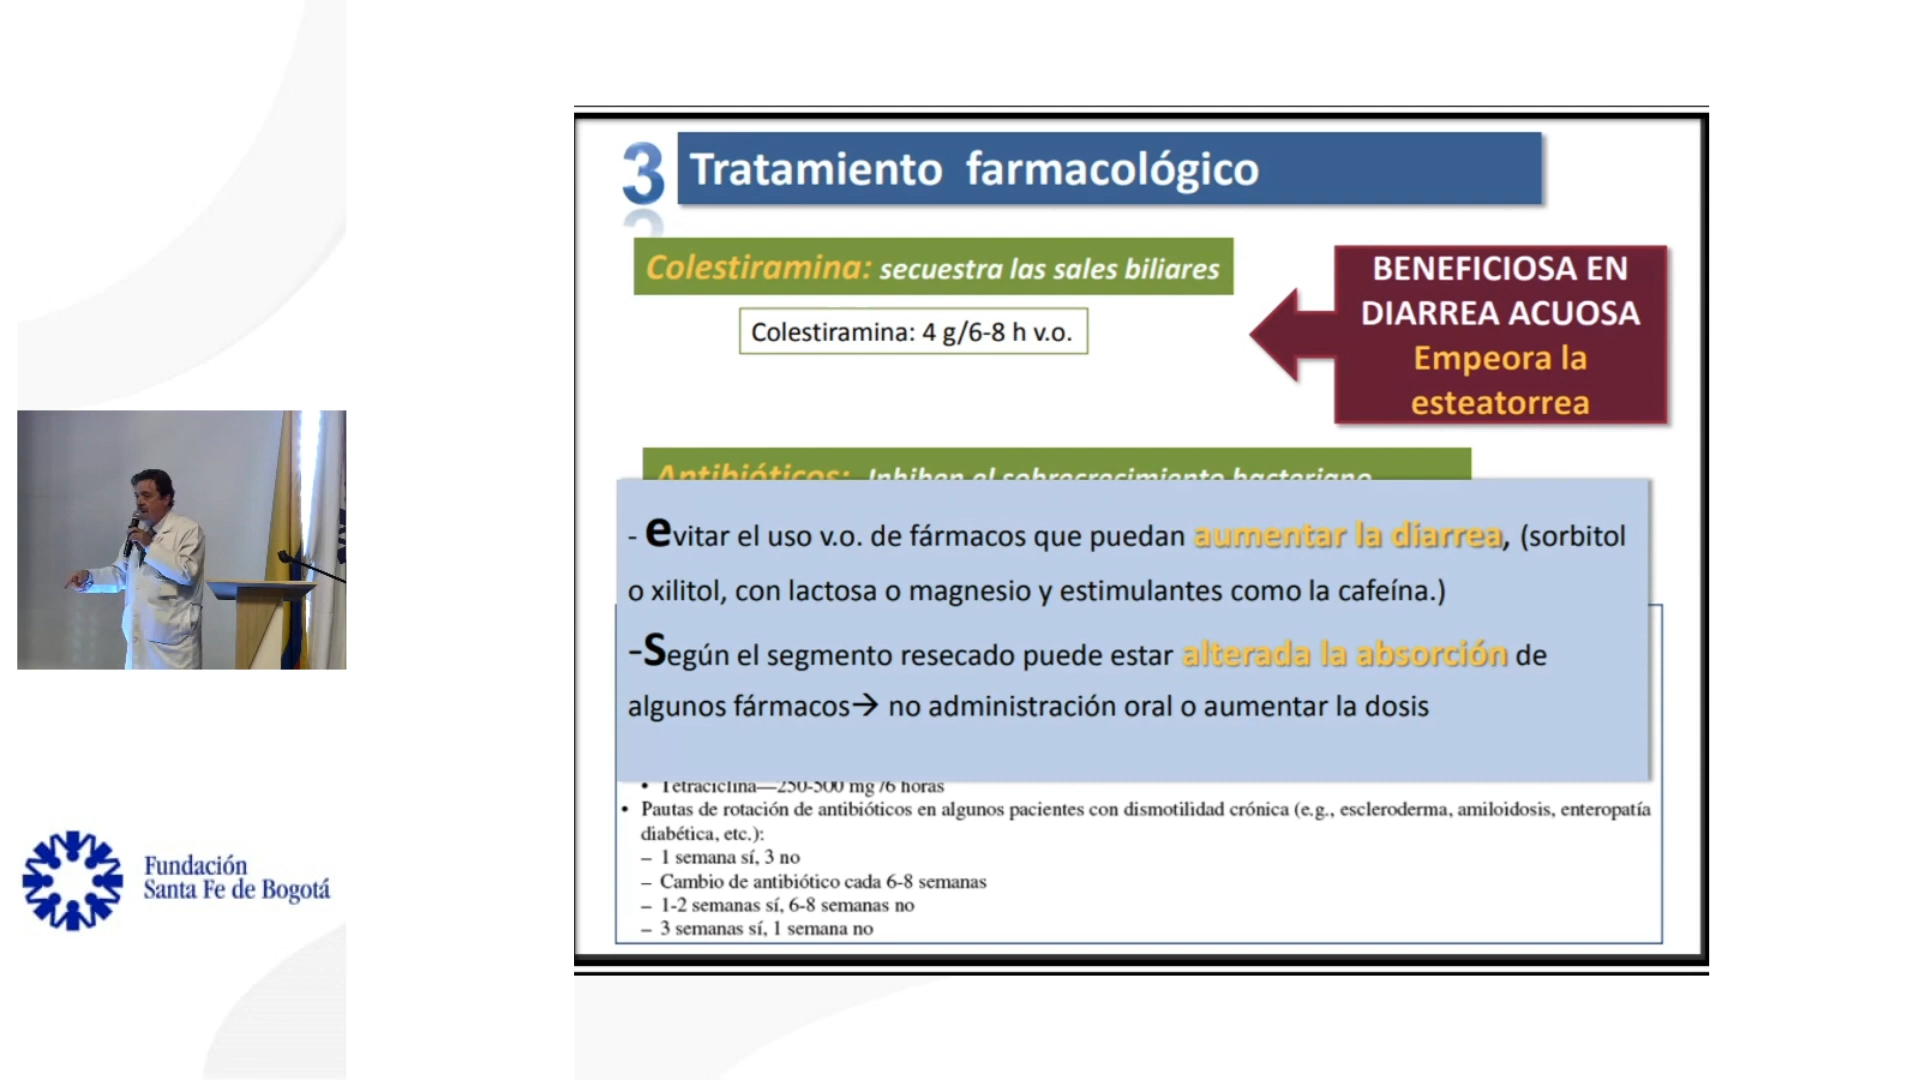 3 Tratamiento farmacológico
Colestiramina: secuestra las sales biliares
Colestiramina: 4 g/6-8 h v.o.
BENEFICIOSA EN
DIARREA ACUOSA
Empeora la
esteatorrea
Antibióticos: Inhiben el sobrecrecimiento bacteriano
- evitar el uso v.o. de fármacos que puedan aumentar la diarrea, (sorbitol
o xilitol, con lactosa o magnesio y estimulantes como la cafeína.)
-Según el segmento resecado puede estar alterada la absorción de
algunos fármacos→ no administración oral o aumentar la dosis
• Tetraciclina—250-500 mg /6 horas
• Pautas de rotación de antibióticos en algunos pacientes con dismotilidad crónica (e.g., escleroderma, amiloidosis, enteropatía
diabética, etc.):
– 1 semana sí, 3 no
– Cambio de antibiótico cada 6-8 semanas
– 1-2 semanas sí, 6-8 semanas no
– 3 semanas sí, 1 semana no
Fundación
Santa Fe de Bogotá